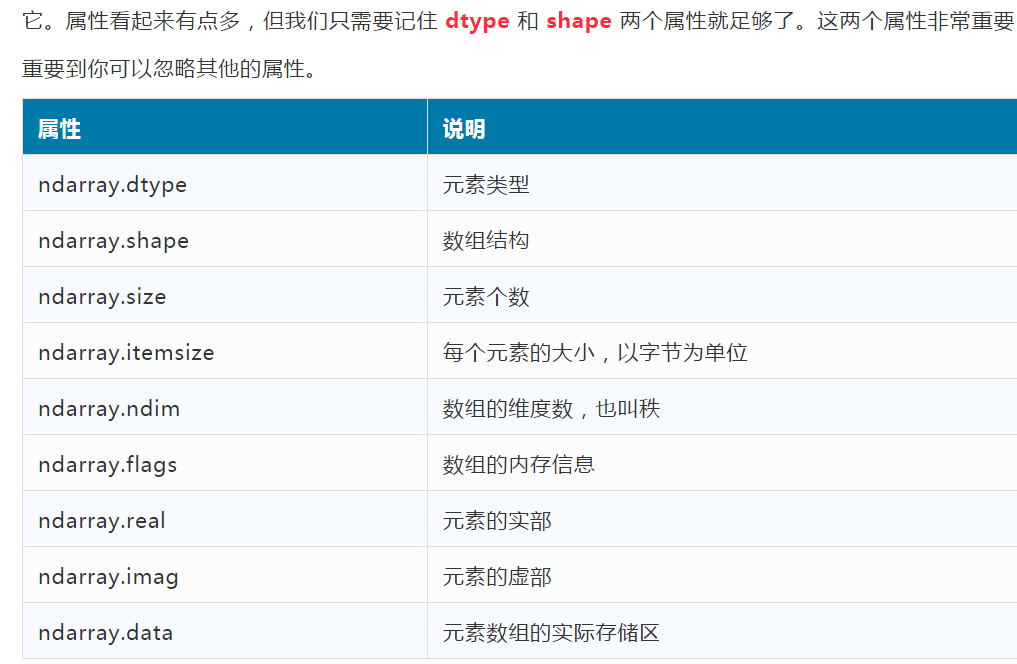 它。属性看起来有点多，但我们只需要记住 dtype 和 shape 两个属性就足够了。这两个属性非常重要
重要到你可以忽略其他的属性。
属性 说明
ndarray.dtype 元素类型
ndarray.shape 数组结构
ndarray.size 元素个数
ndarray.itemsize 每个元素的大小，以字节为单位
ndarray.ndim 数组的维度数，也叫秩
ndarray.flags 数组的内存信息
ndarray.real 元素的实部
ndarray.imag 元素的虚部
ndarray.data 元素数组的实际存储区